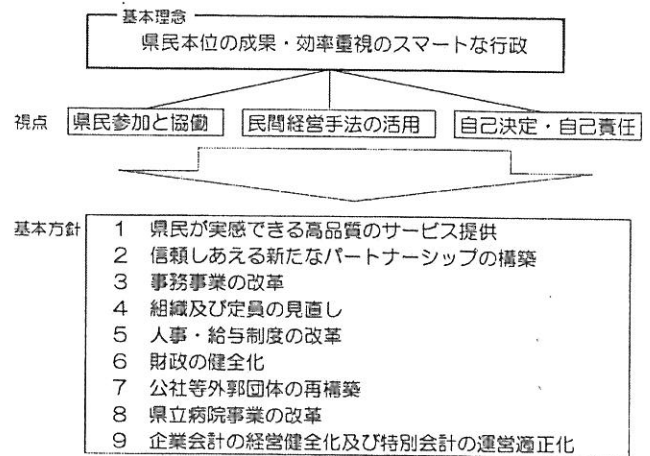 基本理念
県民本位の成果・効率重視のスマートな行政
視点 県民参加と協働 民間経営手法の活用 自己決定・自己責任
基本方針
1 県民が実感できる高品質のサービス提供
2 信頼しあえる新たなパートナーシップの構築
3 事務事業の改革
4 組織及び定員の見直し
5 人事・給与制度の改革
6 財政の健全化
7 公社等外郭団体の再構築
8 県立病院事業の改革
9 企業会計の経営健全化及び特別会計の運営適正化